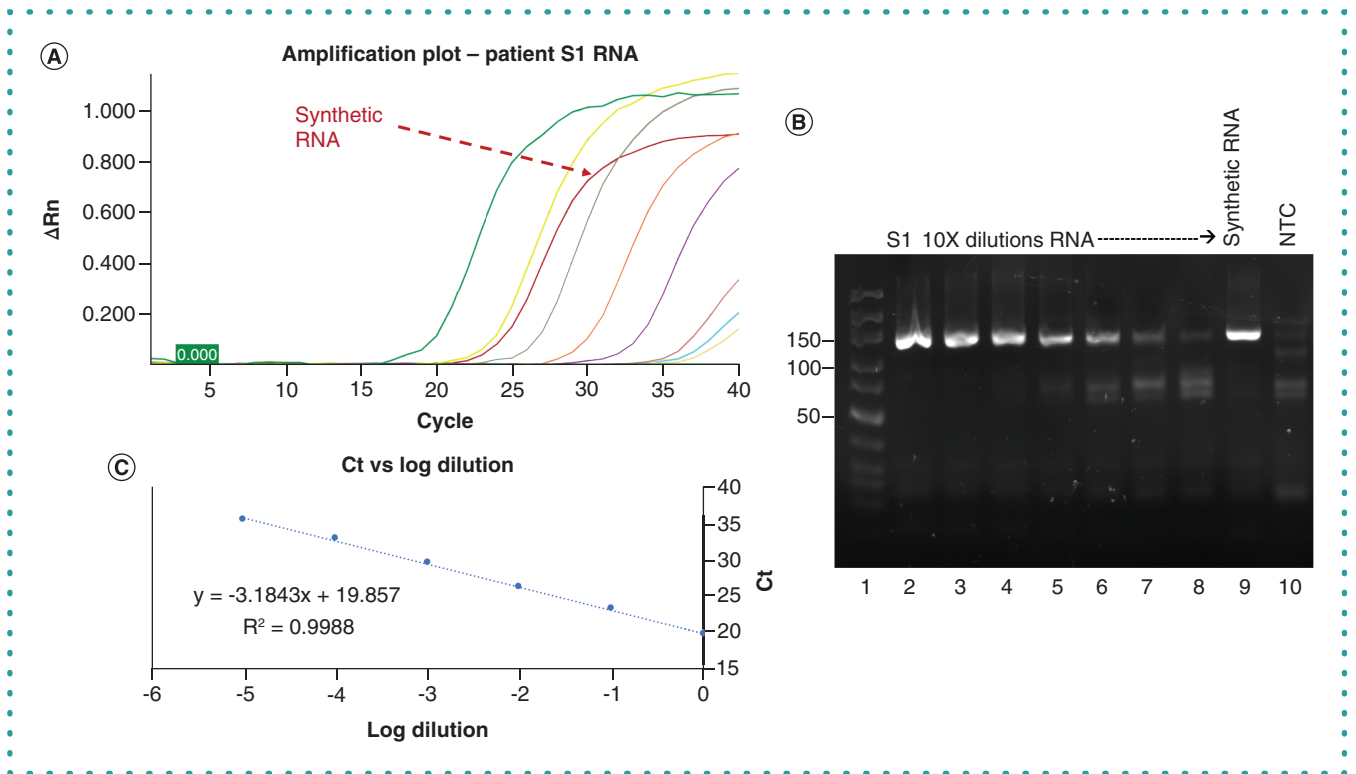 A
Amplification plot – patient S1 RNA
Synthetic
RNA
ΔRn
1.000
0.800
0.600
0.400
0.200
0.000
5 10 15 20 25 30 35 40
Cycle
B
S1 10X dilutions RNA
Synthetic RNA
NTC
150
100
50
1 2 3 4 5 6 7 8 9 10
C
Ct vs log dilution
40
35
30
25
20
15
Ct
y = -3.1843x + 19.857
R² = 0.9988
-6 -5 -4 -3 -2 -1 0
Log dilution